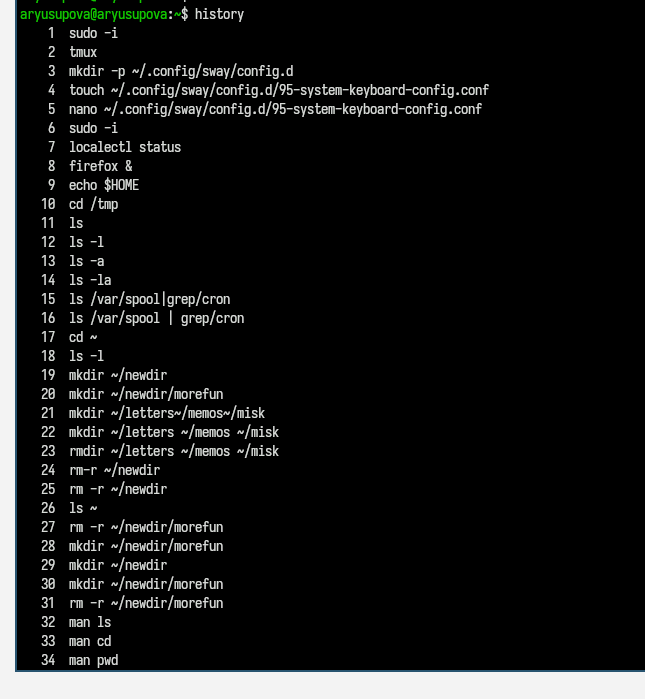 aryusupova@aryusupova:~$ history
1 sudo -i
2 tmux
3 mkdir -p ~/.config/sway/config.d
4 touch ~/.config/sway/config.d/95-system-keyboard-config.conf
5 nano ~/.config/sway/config.d/95-system-keyboard-config.conf
6 sudo -i
7 localectl status
8 firefox &
9 echo $HOME
10 cd /tmp
11 ls
12 ls -l
13 ls -a
14 ls -la
15 ls /var/spool|grep/cron
16 ls /var/spool | grep/cron
17 cd ~
18 ls -l
19 mkdir ~/newdir
20 mkdir ~/newdir/morefun
21 mkdir ~/letters~/memos~/misk
22 mkdir ~/letters ~/memos ~/misk
23 rmdir ~/letters ~/memos ~/misk
24 rm-r ~/newdir
25 rm -r ~/newdir
26 ls ~
27 rm -r ~/newdir/morefun
28 mkdir ~/newdir/morefun
29 mkdir ~/newdir
30 mkdir ~/newdir/morefun
31 rm -r ~/newdir/morefun
32 man ls
33 man cd
34 man pwd